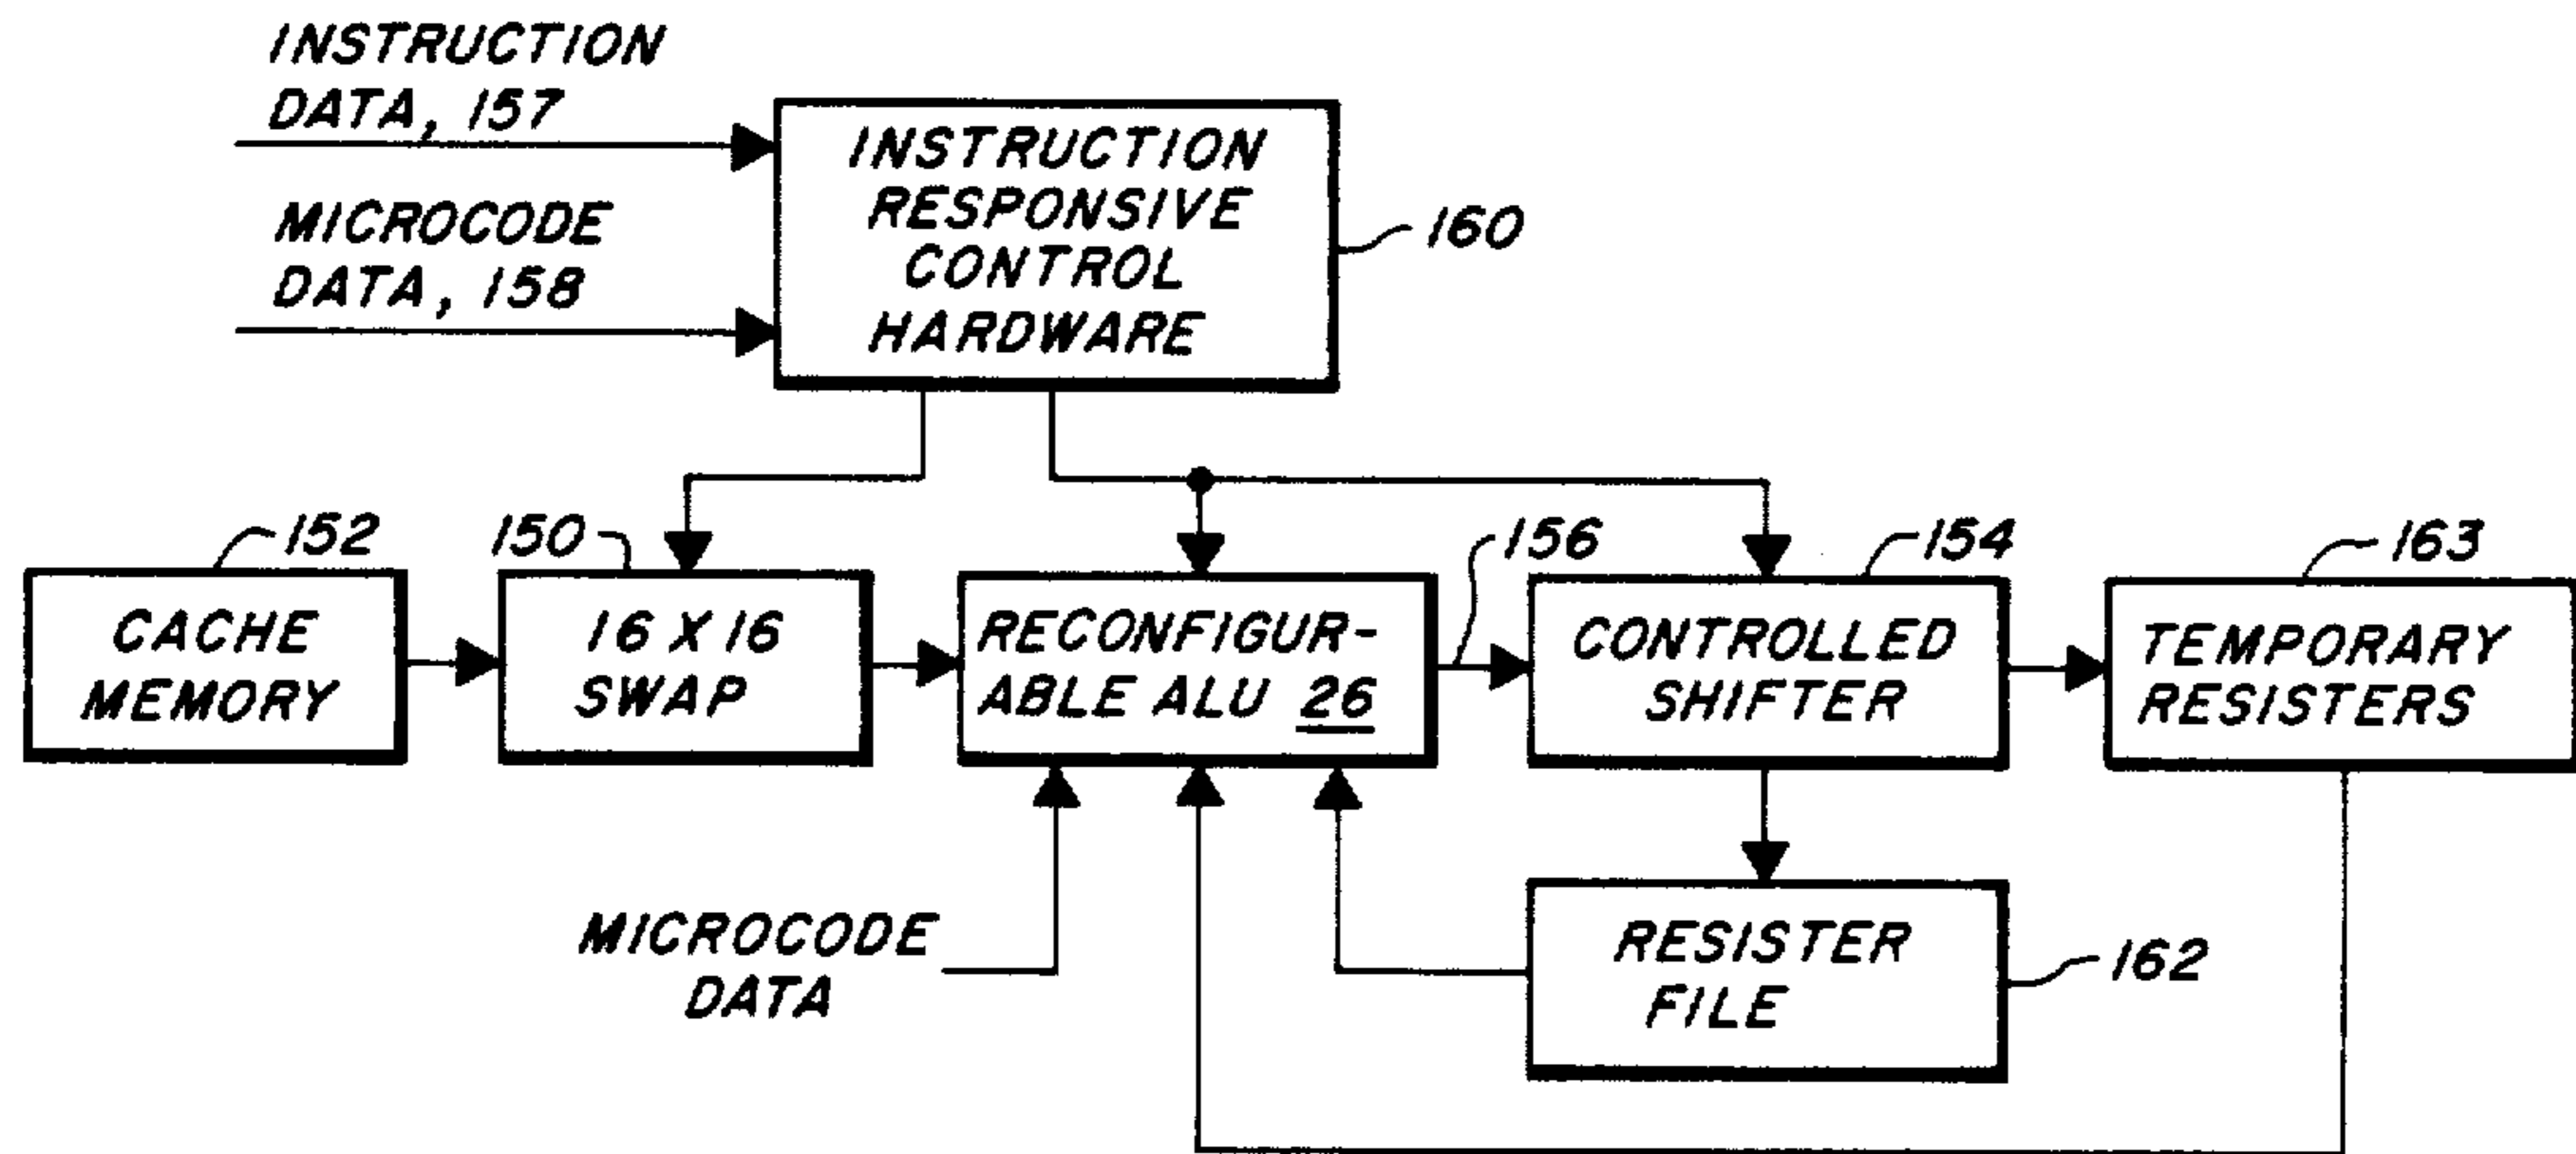 INSTRUCTION
DATA, 157
MICROCODE
DATA, 158
INSTRUCTION
RESPONSIVE
CONTROL
HARDWARE
160
152
150
156
154
163
CACHE
MEMORY
16 X 16
SWAP
RECONFIGUR-
ABLE ALU 26
CONTROLLED
SHIFTER
TEMPORARY
RESISTERS
MICROCODE
DATA
RESISTER
FILE
162